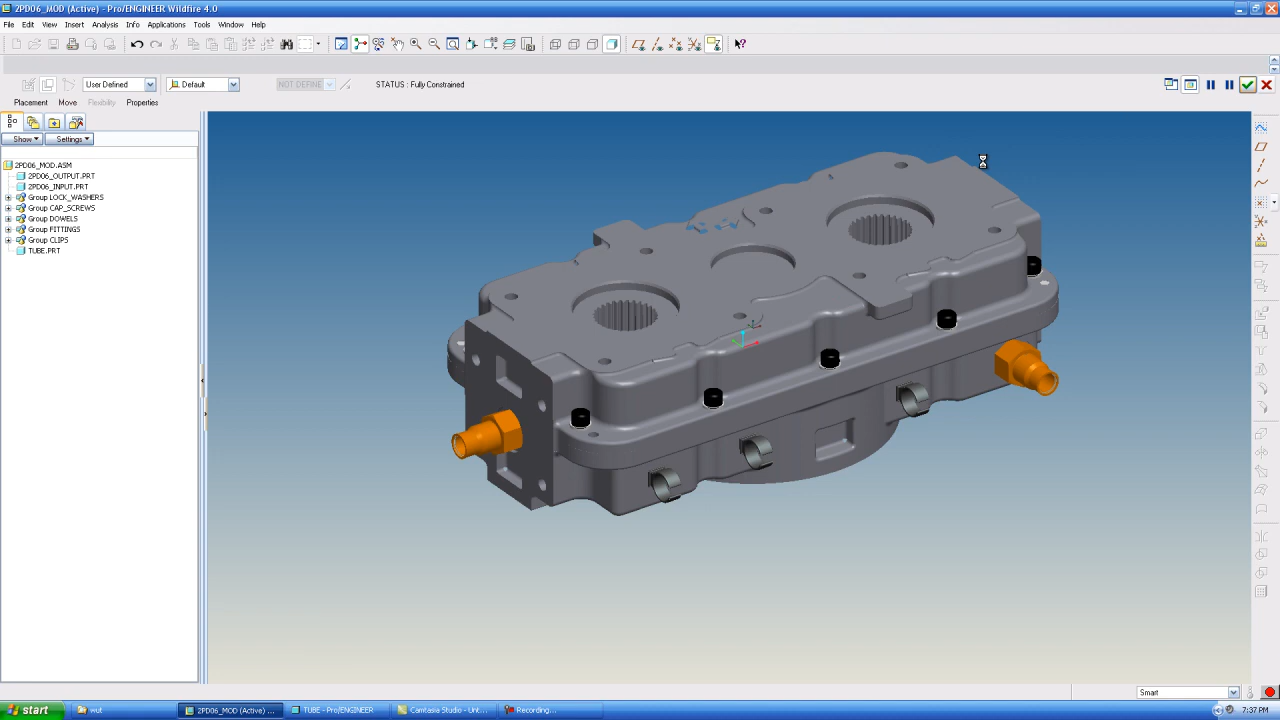 2PD06_MOD (Active) - Pro/ENGINEER Wildfire 4.0
File Edit View Insert Analysis Info Applications Tools Window Help
User Defined Default NOT DEFINE STATUS : Fully Constrained
Placement Move Flexibility Properties
Show Settings
2PD06_MOD.ASM
2PD06_OUTPUT.PRT
2PD06_INPUT.PRT
Group LOCK_WASHERS
Group CAP_SCREWS
Group DOWELS
Group FITTINGS
Group CLIPS
TUBE.PRT
Smart
start wut 2PD06_MOD (Active) ... TUBE - Pro/ENGINEER Camtasia Studio - Unt... Recording... 7:37 PM